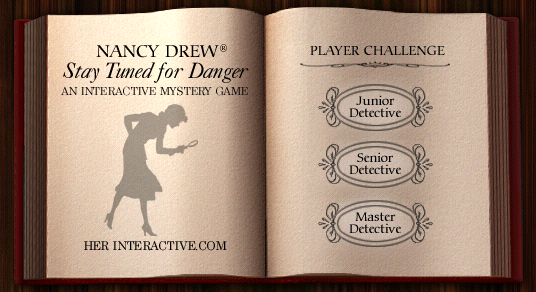 NANCY DREW®
Stay Tuned for Danger
AN INTERACTIVE MYSTERY GAME
HER INTERACTIVE.COM
PLAYER CHALLENGE
Junior
Detective
Senior
Detective
Master
Detective